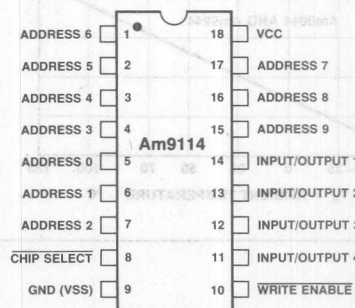 ADDRESS 6 1 18 VCC
ADDRESS 5 2 17 ADDRESS 7
ADDRESS 4 3 16 ADDRESS 8
ADDRESS 3 4 15 ADDRESS 9
Am9114
ADDRESS 0 5 14 INPUT/OUTPUT 1
ADDRESS 1 6 13 INPUT/OUTPUT 2
ADDRESS 2 7 12 INPUT/OUTPUT 3
CHIP SELECT 8 11 INPUT/OUTPUT 4
GND (VSS) 9 10 WRITE ENABLE